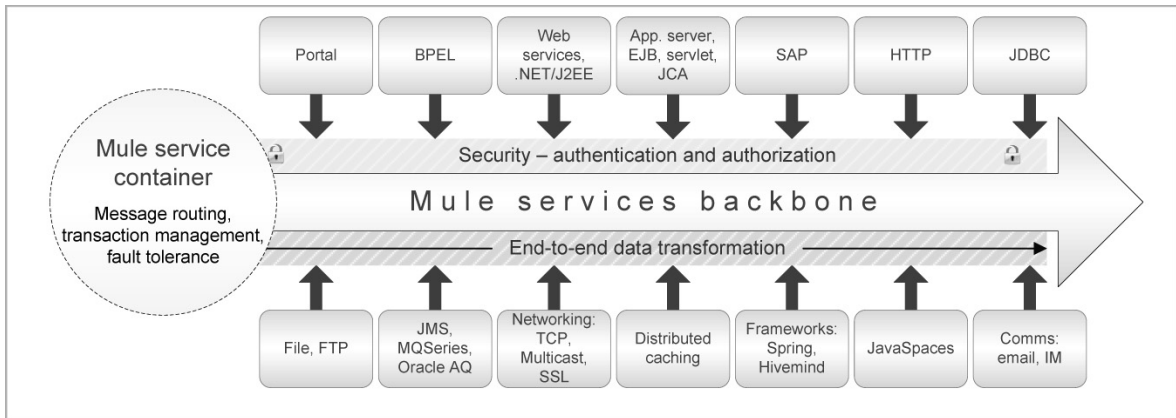 Portal
BPEL
Web
services,
.NET/J2EE
App. server,
EJB, servlet,
JCA
SAP
HTTP
JDBC
Mule service
container
Message routing,
transaction management,
fault tolerance
Security – authentication and authorization
Mule services backbone
End-to-end data transformation
File, FTP
JMS,
MQSeries,
Oracle AQ
Networking:
TCP,
Multicast,
SSL
Distributed
caching
Frameworks:
Spring,
Hivemind
JavaSpaces
Comms:
email, IM